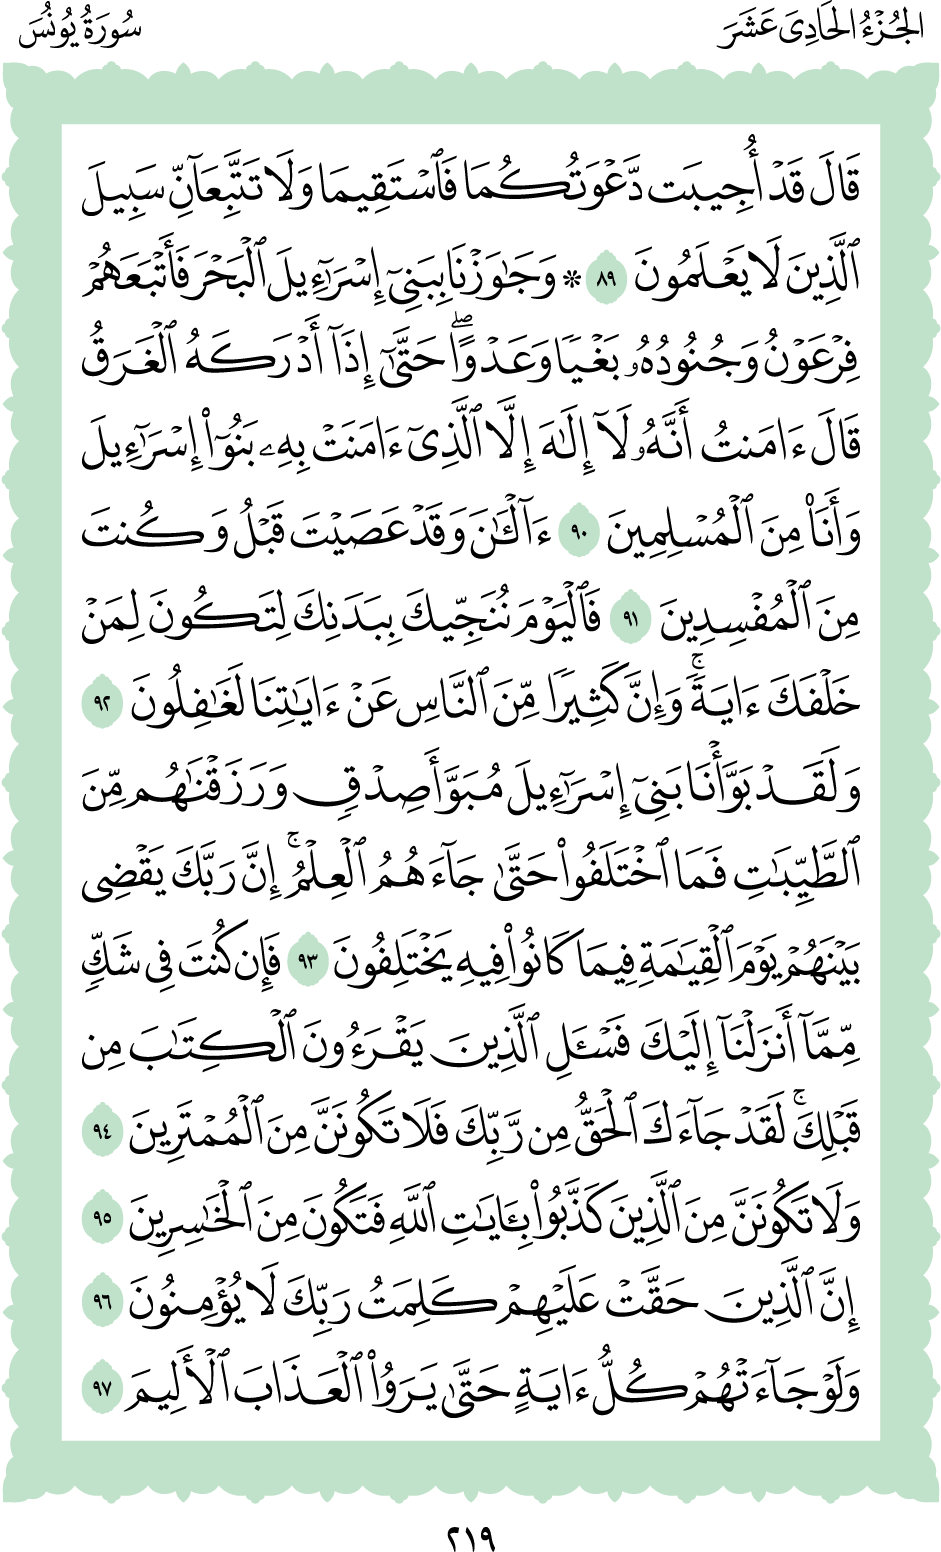 الجُزْءُ الحَادِيَ عَشَرَ
سُورَةُ يُونُسَ
قَالَ قَدۡ أُجِيبَت دَّعۡوَتُكُمَا فَٱسۡتَقِيمَا وَلَا تَتَّبِعَآنِّ سَبِيلَ
ٱلَّذِينَ لَا يَعۡلَمُونَ ٨٩ ۞ وَجَٰوَزۡنَا بِبَنِيٓ إِسۡرَٰٓءِيلَ ٱلۡبَحۡرَ فَأَتۡبَعَهُمۡ
فِرۡعَوۡنُ وَجُنُودُهُۥ بَغۡيٗا وَعَدۡوًاۖ حَتَّىٰٓ إِذَآ أَدۡرَكَهُ ٱلۡغَرَقُ
قَالَ ءَامَنتُ أَنَّهُۥ لَآ إِلَٰهَ إِلَّا ٱلَّذِيٓ ءَامَنَتۡ بِهِۦ بَنُوٓاْ إِسۡرَٰٓءِيلَ
وَأَنَا۠ مِنَ ٱلۡمُسۡلِمِينَ ٩٠ ءَآلۡـَٰٔنَ وَقَدۡ عَصَيۡتَ قَبۡلُ وَكُنتَ
مِنَ ٱلۡمُفۡسِدِينَ ٩١ فَٱلۡيَوۡمَ نُنَجِّيكَ بِبَدَنِكَ لِتَكُونَ لِمَنۡ
خَلۡفَكَ ءَايَةٗۚ وَإِنَّ كَثِيرٗا مِّنَ ٱلنَّاسِ عَنۡ ءَايَٰتِنَا لَغَٰفِلُونَ ٩٢
وَلَقَدۡ بَوَّأۡنَا بَنِيٓ إِسۡرَٰٓءِيلَ مُبَوَّأَ صِدۡقٖ وَرَزَقۡنَٰهُم مِّنَ
ٱلطَّيِّبَٰتِ فَمَا ٱخۡتَلَفُواْ حَتَّىٰ جَآءَهُمُ ٱلۡعِلۡمُۚ إِنَّ رَبَّكَ يَقۡضِي
بَيۡنَهُمۡ يَوۡمَ ٱلۡقِيَٰمَةِ فِيمَا كَانُواْ فِيهِ يَخۡتَلِفُونَ ٩٣ فَإِن كُنتَ فِي شَكّٖ
مِّمَّآ أَنزَلۡنَآ إِلَيۡكَ فَسۡـَٔلِ ٱلَّذِينَ يَقۡرَءُونَ ٱلۡكِتَٰبَ مِن
قَبۡلِكَۚ لَقَدۡ جَآءَكَ ٱلۡحَقُّ مِن رَّبِّكَ فَلَا تَكُونَنَّ مِنَ ٱلۡمُمۡتَرِينَ ٩٤
وَلَا تَكُونَنَّ مِنَ ٱلَّذِينَ كَذَّبُواْ بِـَٔايَٰتِ ٱللَّهِ فَتَكُونَ مِنَ ٱلۡخَٰسِرِينَ ٩٥
إِنَّ ٱلَّذِينَ حَقَّتۡ عَلَيۡهِمۡ كَلِمَتُ رَبِّكَ لَا يُؤۡمِنُونَ ٩٦
وَلَوۡ جَآءَتۡهُمۡ كُلُّ ءَايَةٍ حَتَّىٰ يَرَوُاْ ٱلۡعَذَابَ ٱلۡأَلِيمَ ٩٧
٢١٩